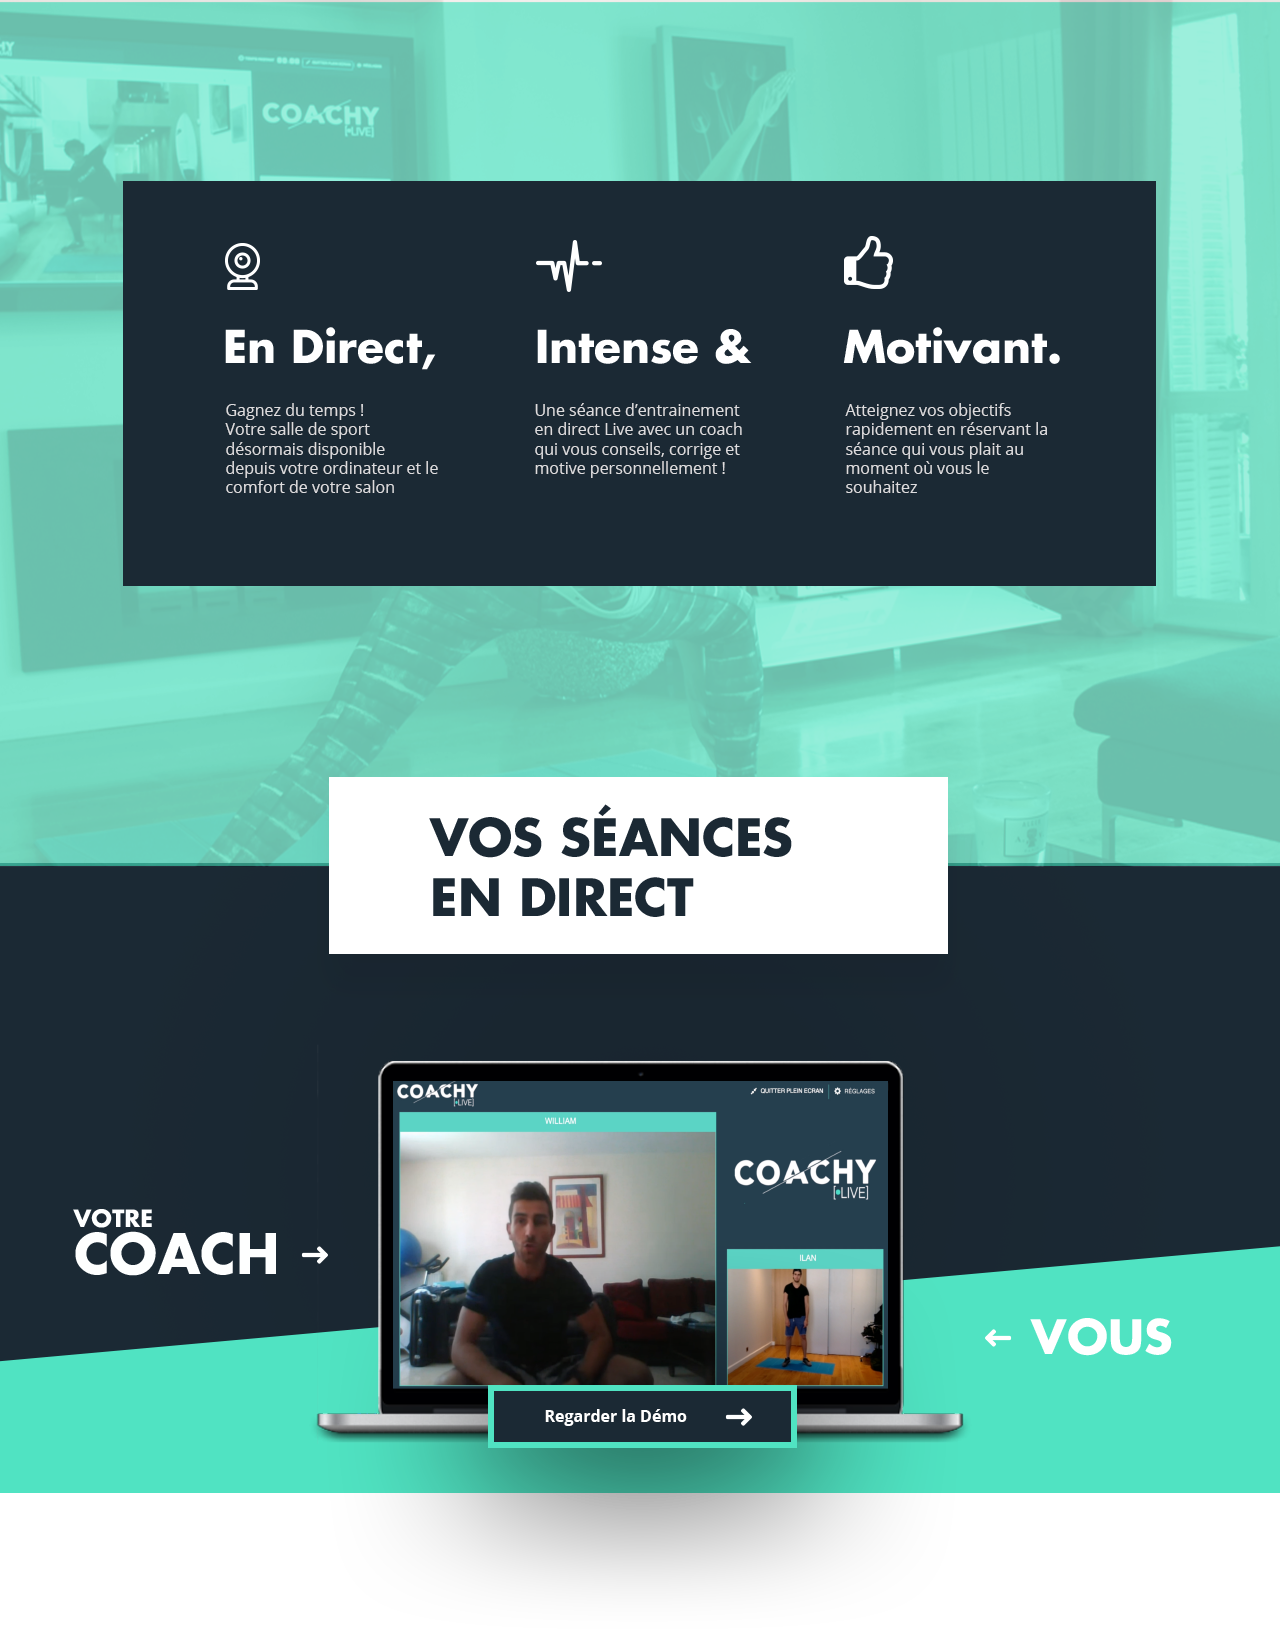 COACHY
[•LIVE]
En Direct,
Gagnez du temps !
Votre salle de sport
désormais disponible
depuis votre ordinateur et le
comfort de votre salon
Intense &
Une séance d’entrainement
en direct Live avec un coach
qui vous conseils, corrige et
motive personnellement !
Motivant.
Atteignez vos objectifs
rapidement en réservant la
séance qui vous plait au
moment où vous le
souhaitez
VOS SÉANCES
EN DIRECT
COACHY
[•LIVE]
QUITTER PLEIN ECRAN
RÉGLAGES
WILLIAM
COACHY
[•LIVE]
ILAN
VOTRE
COACH
VOUS
Regarder la Démo